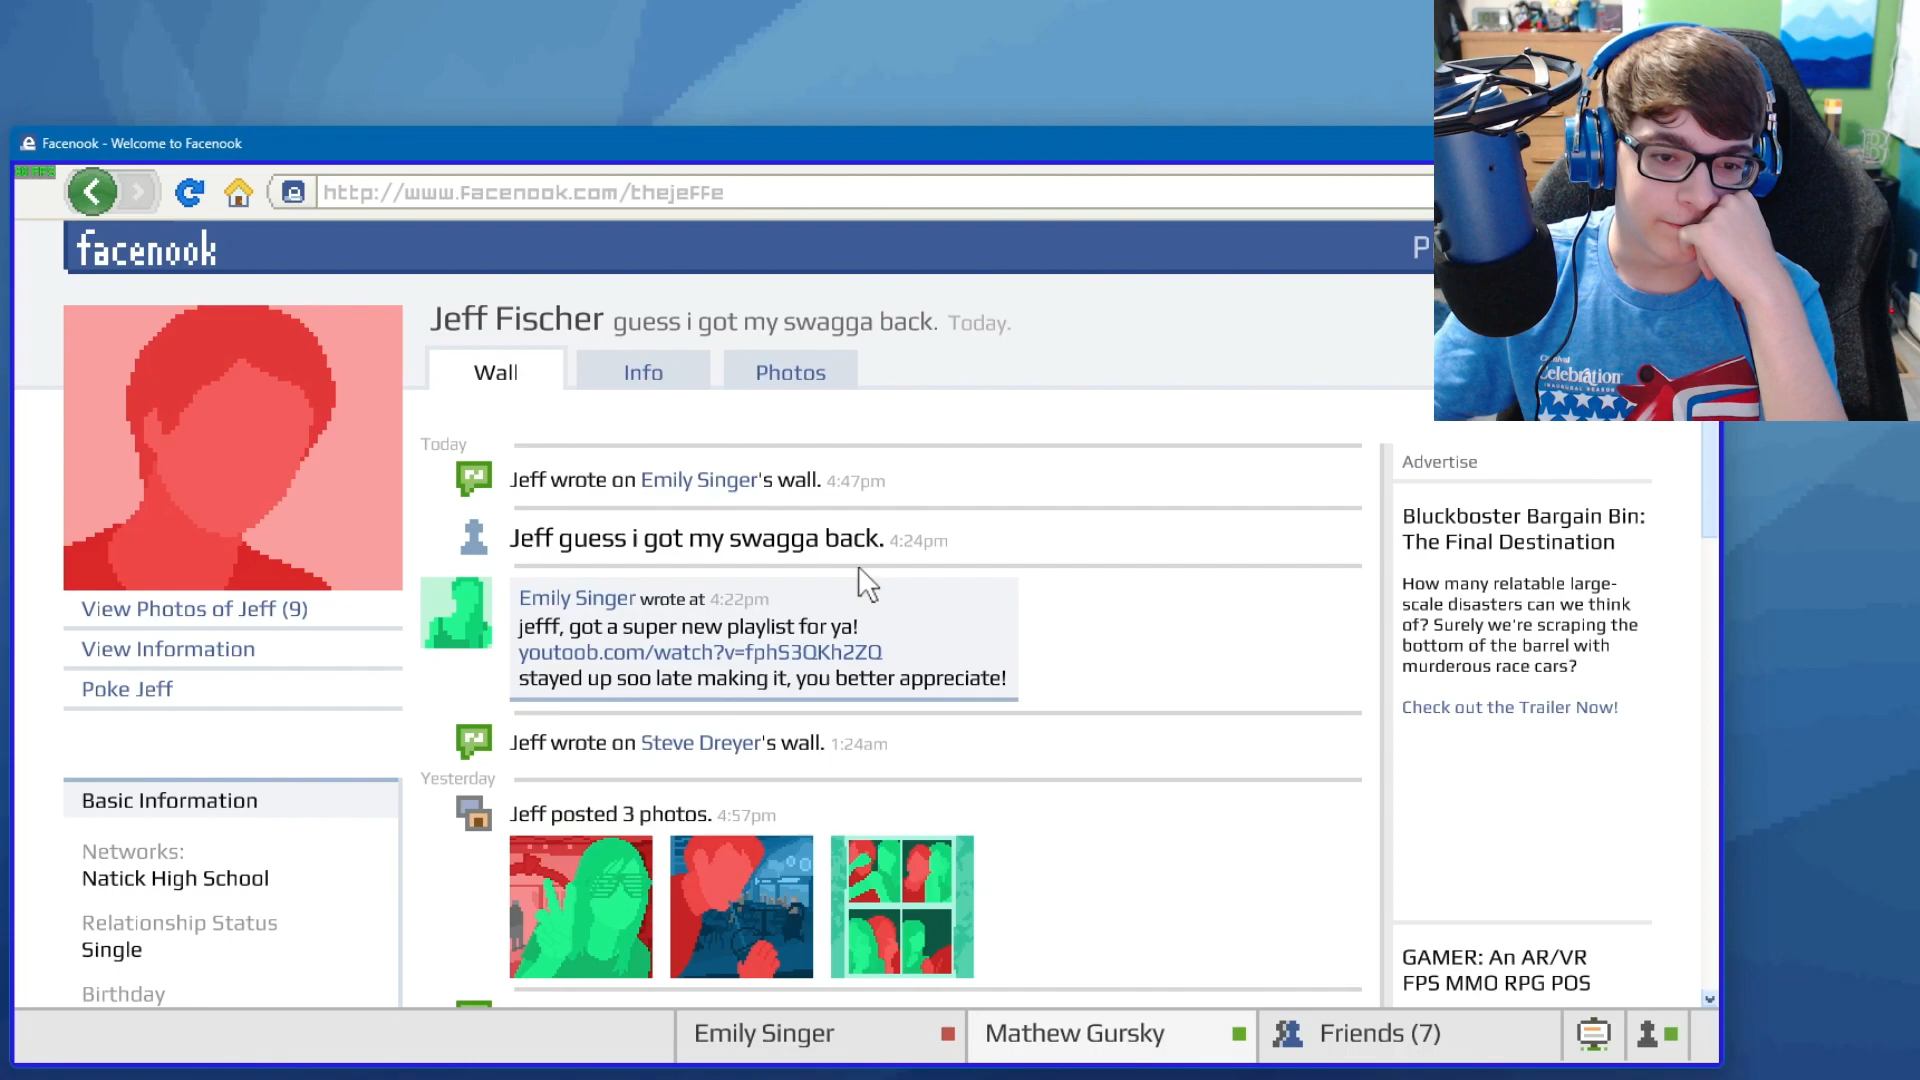 Facenook - Welcome to Facenook
http://www.facenook.com/thejeffe
facenook
P
Jeff Fischer guess i got my swagga back. Today.
Wall
Info
Photos
View Photos of Jeff (9)
View Information
Poke Jeff
Basic Information
Networks:
Natick High School
Relationship Status
Single
Birthday
Today
Jeff wrote on Emily Singer's wall. 4:47pm
Jeff guess i got my swagga back. 4:24pm
Emily Singer wrote at 4:22pm
jefff, got a super new playlist for ya!
youtoob.com/watch?v=fphS3QKh2ZQ
stayed up soo late making it, you better appreciate!
Jeff wrote on Steve Dreyer's wall. 1:24am
Yesterday
Jeff posted 3 photos. 4:57pm
Advertise
Bluckboster Bargain Bin:
The Final Destination
How many relatable large-
scale disasters can we think
of? Surely we're scraping the
bottom of the barrel with
murderous race cars?
Check out the Trailer Now!
GAMER: An AR/VR
FPS MMO RPG POS
Emily Singer
Mathew Gursky
Friends (7)
Carnival
Celebration
INAUGURAL SEASON